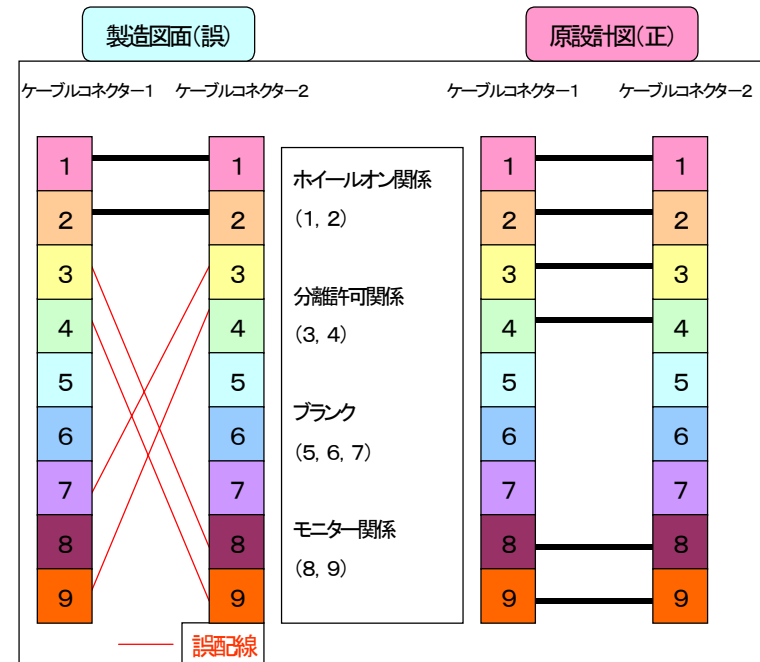 製造図面(誤)
原設計図(正)
ケーブルコネクター1 ケーブルコネクター2
ケーブルコネクター1 ケーブルコネクター2
1 1
2 2
3 3
4 4
5 5
6 6
7 7
8 8
9 9
ホイールオン関係
(1, 2)
分離許可関係
(3, 4)
ブランク
(5, 6, 7)
モニター関係
(8, 9)
1 1
2 2
3 3
4 4
5 5
6 6
7 7
8 8
9 9
誤配線